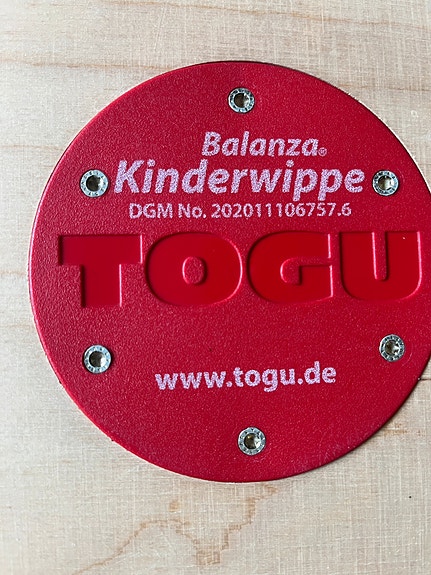 Balanza®
Kinderwippe
DGM No. 202011106757.6
TOGU
www.togu.de